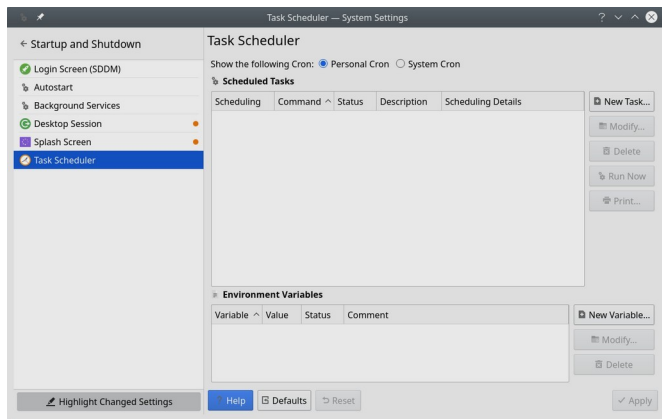 Task Scheduler — System Settings
Startup and Shutdown
Task Scheduler
Show the following Cron: Personal Cron System Cron
Login Screen (SDDM)
Autostart
Background Services
Desktop Session
Splash Screen
Task Scheduler
Scheduled Tasks
Scheduling Command Status Description Scheduling Details
New Task...
Modify...
Delete
Run Now
Print...
Environment Variables
Variable Value Status Comment
New Variable...
Modify...
Delete
Highlight Changed Settings
Help Defaults Reset Apply